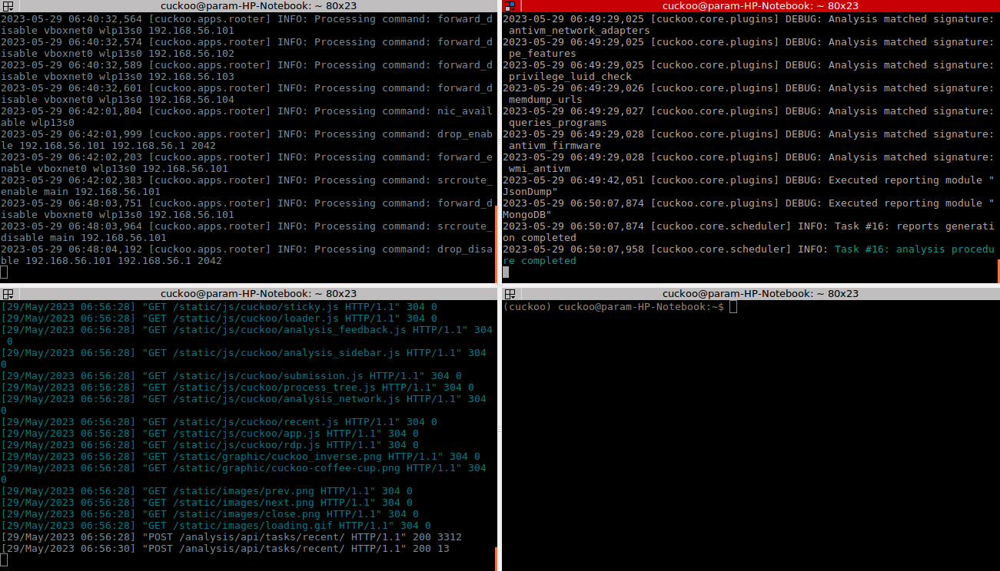 cuckoo@param-HP-Notebook: ~ 80x23
2023-05-29 06:40:32,564 [cuckoo.apps.rooter] INFO: Processing command: forward_d
isable vboxnet0 wlp13s0 192.168.56.101
2023-05-29 06:40:32,574 [cuckoo.apps.rooter] INFO: Processing command: forward_d
isable vboxnet0 wlp13s0 192.168.56.102
2023-05-29 06:40:32,589 [cuckoo.apps.rooter] INFO: Processing command: forward_d
isable vboxnet0 wlp13s0 192.168.56.103
2023-05-29 06:40:32,601 [cuckoo.apps.rooter] INFO: Processing command: forward_d
isable vboxnet0 wlp13s0 192.168.56.104
2023-05-29 06:42:01,804 [cuckoo.apps.rooter] INFO: Processing command: nic_avail
able wlp13s0
2023-05-29 06:42:01,999 [cuckoo.apps.rooter] INFO: Processing command: drop_enab
le 192.168.56.101 192.168.56.1 2042
2023-05-29 06:42:02,203 [cuckoo.apps.rooter] INFO: Processing command: forward_e
nable vboxnet0 wlp13s0 192.168.56.101
2023-05-29 06:42:02,383 [cuckoo.apps.rooter] INFO: Processing command: srcroute_
enable main 192.168.56.101
2023-05-29 06:48:03,751 [cuckoo.apps.rooter] INFO: Processing command: forward_d
isable vboxnet0 wlp13s0 192.168.56.101
2023-05-29 06:48:03,964 [cuckoo.apps.rooter] INFO: Processing command: srcroute_
disable main 192.168.56.101
2023-05-29 06:48:04,192 [cuckoo.apps.rooter] INFO: Processing command: drop_disa
ble 192.168.56.101 192.168.56.1 2042
cuckoo@param-HP-Notebook: ~ 80x23
2023-05-29 06:49:29,025 [cuckoo.core.plugins] DEBUG: Analysis matched signature:
antivm_network_adapters
2023-05-29 06:49:29,025 [cuckoo.core.plugins] DEBUG: Analysis matched signature:
pe_features
2023-05-29 06:49:29,025 [cuckoo.core.plugins] DEBUG: Analysis matched signature:
privilege_luid_check
2023-05-29 06:49:29,026 [cuckoo.core.plugins] DEBUG: Analysis matched signature:
memdump_urls
2023-05-29 06:49:29,027 [cuckoo.core.plugins] DEBUG: Analysis matched signature:
queries_programs
2023-05-29 06:49:29,028 [cuckoo.core.plugins] DEBUG: Analysis matched signature:
antivm_firmware
2023-05-29 06:49:29,028 [cuckoo.core.plugins] DEBUG: Analysis matched signature:
wmi_antivm
2023-05-29 06:49:42,051 [cuckoo.core.plugins] DEBUG: Executed reporting module "
JsonDump"
2023-05-29 06:50:07,874 [cuckoo.core.plugins] DEBUG: Executed reporting module "
MongoDB"
2023-05-29 06:50:07,874 [cuckoo.core.scheduler] INFO: Task #16: reports generati
on completed
2023-05-29 06:50:07,958 [cuckoo.core.scheduler] INFO: Task #16: analysis procedu
re completed
cuckoo@param-HP-Notebook: ~ 80x23
[29/May/2023 06:56:28] "GET /static/js/cuckoo/sticky.js HTTP/1.1" 304 0
[29/May/2023 06:56:28] "GET /static/js/cuckoo/loader.js HTTP/1.1" 304 0
[29/May/2023 06:56:28] "GET /static/js/cuckoo/analysis_feedback.js HTTP/1.1" 304
0
[29/May/2023 06:56:28] "GET /static/js/cuckoo/analysis_sidebar.js HTTP/1.1" 304
0
[29/May/2023 06:56:28] "GET /static/js/cuckoo/submission.js HTTP/1.1" 304 0
[29/May/2023 06:56:28] "GET /static/js/cuckoo/process_tree.js HTTP/1.1" 304 0
[29/May/2023 06:56:28] "GET /static/js/cuckoo/analysis_network.js HTTP/1.1" 304
0
[29/May/2023 06:56:28] "GET /static/js/cuckoo/recent.js HTTP/1.1" 304 0
[29/May/2023 06:56:28] "GET /static/js/cuckoo/app.js HTTP/1.1" 304 0
[29/May/2023 06:56:28] "GET /static/js/cuckoo/rdp.js HTTP/1.1" 304 0
[29/May/2023 06:56:28] "GET /static/graphic/cuckoo_inverse.png HTTP/1.1" 304 0
[29/May/2023 06:56:28] "GET /static/graphic/cuckoo-coffee-cup.png HTTP/1.1" 304
0
[29/May/2023 06:56:28] "GET /static/images/prev.png HTTP/1.1" 304 0
[29/May/2023 06:56:28] "GET /static/images/next.png HTTP/1.1" 304 0
[29/May/2023 06:56:28] "GET /static/images/close.png HTTP/1.1" 304 0
[29/May/2023 06:56:28] "GET /static/images/loading.gif HTTP/1.1" 304 0
[29/May/2023 06:56:28] "POST /analysis/api/tasks/recent/ HTTP/1.1" 200 3312
[29/May/2023 06:56:30] "POST /analysis/api/tasks/recent/ HTTP/1.1" 200 13
cuckoo@param-HP-Notebook: ~ 80x23
(cuckoo) cuckoo@param-HP-Notebook:~$